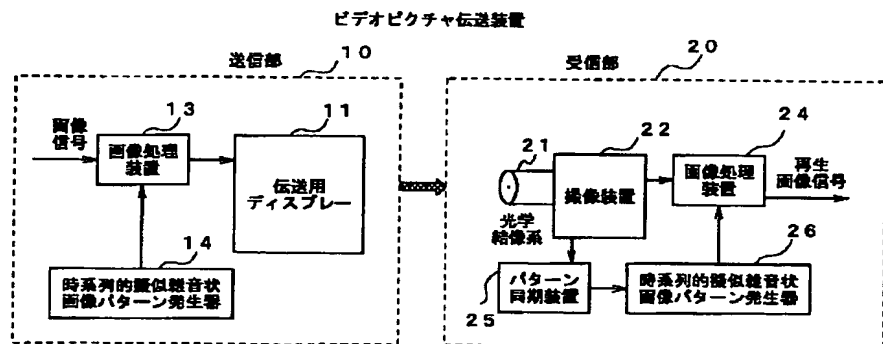 ビデオピクチャ伝送装置
送信部
10
受信部
20
画像
信号
13
画像処理
装置
11
伝送用
ディスプレー
14
時系列的擬似雑音状
画像パターン発生器
21
光学
結像系
22
撮像装置
24
画像処理
装置
再生
画像信号
25
パターン
同期装置
26
時系列的擬似雑音状
画像パターン発生器